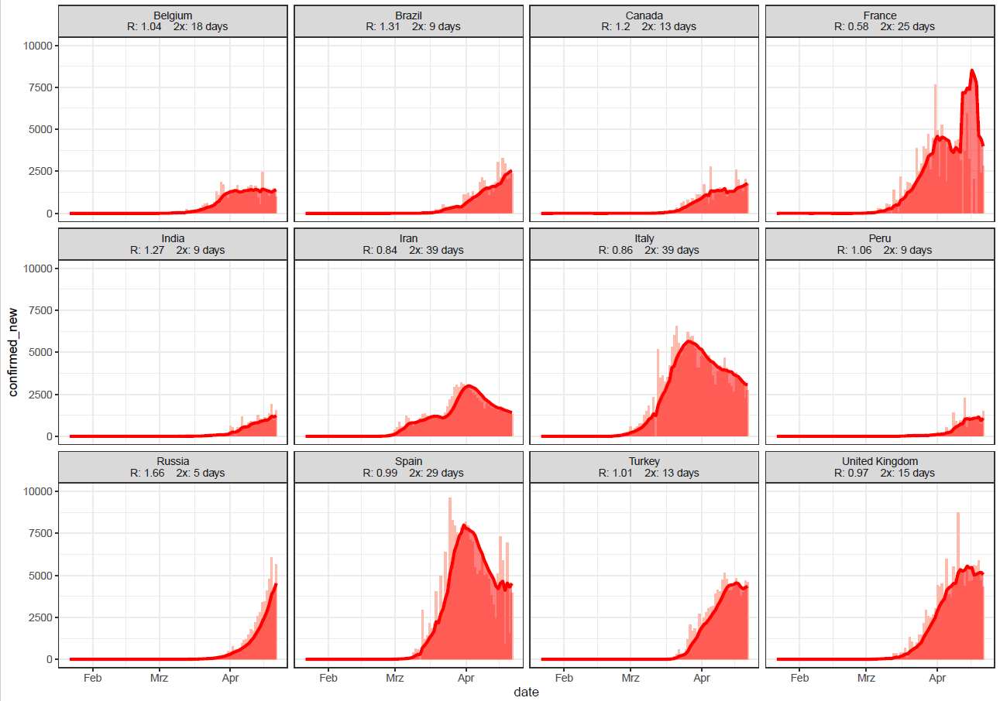 Belgium
R: 1.04 2x: 18 days
Brazil
R: 1.31 2x: 9 days
Canada
R: 1.2 2x: 13 days
France
R: 0.58 2x: 25 days
10000
7500
5000
2500
0
India
R: 1.27 2x: 9 days
Iran
R: 0.84 2x: 39 days
Italy
R: 0.86 2x: 39 days
Peru
R: 1.06 2x: 9 days
10000
7500
5000
2500
0
confirmed_new
Russia
R: 1.66 2x: 5 days
Spain
R: 0.99 2x: 29 days
Turkey
R: 1.01 2x: 13 days
United Kingdom
R: 0.97 2x: 15 days
10000
7500
5000
2500
0
Feb Mrz Apr
Feb Mrz Apr
Feb Mrz Apr
Feb Mrz Apr
date